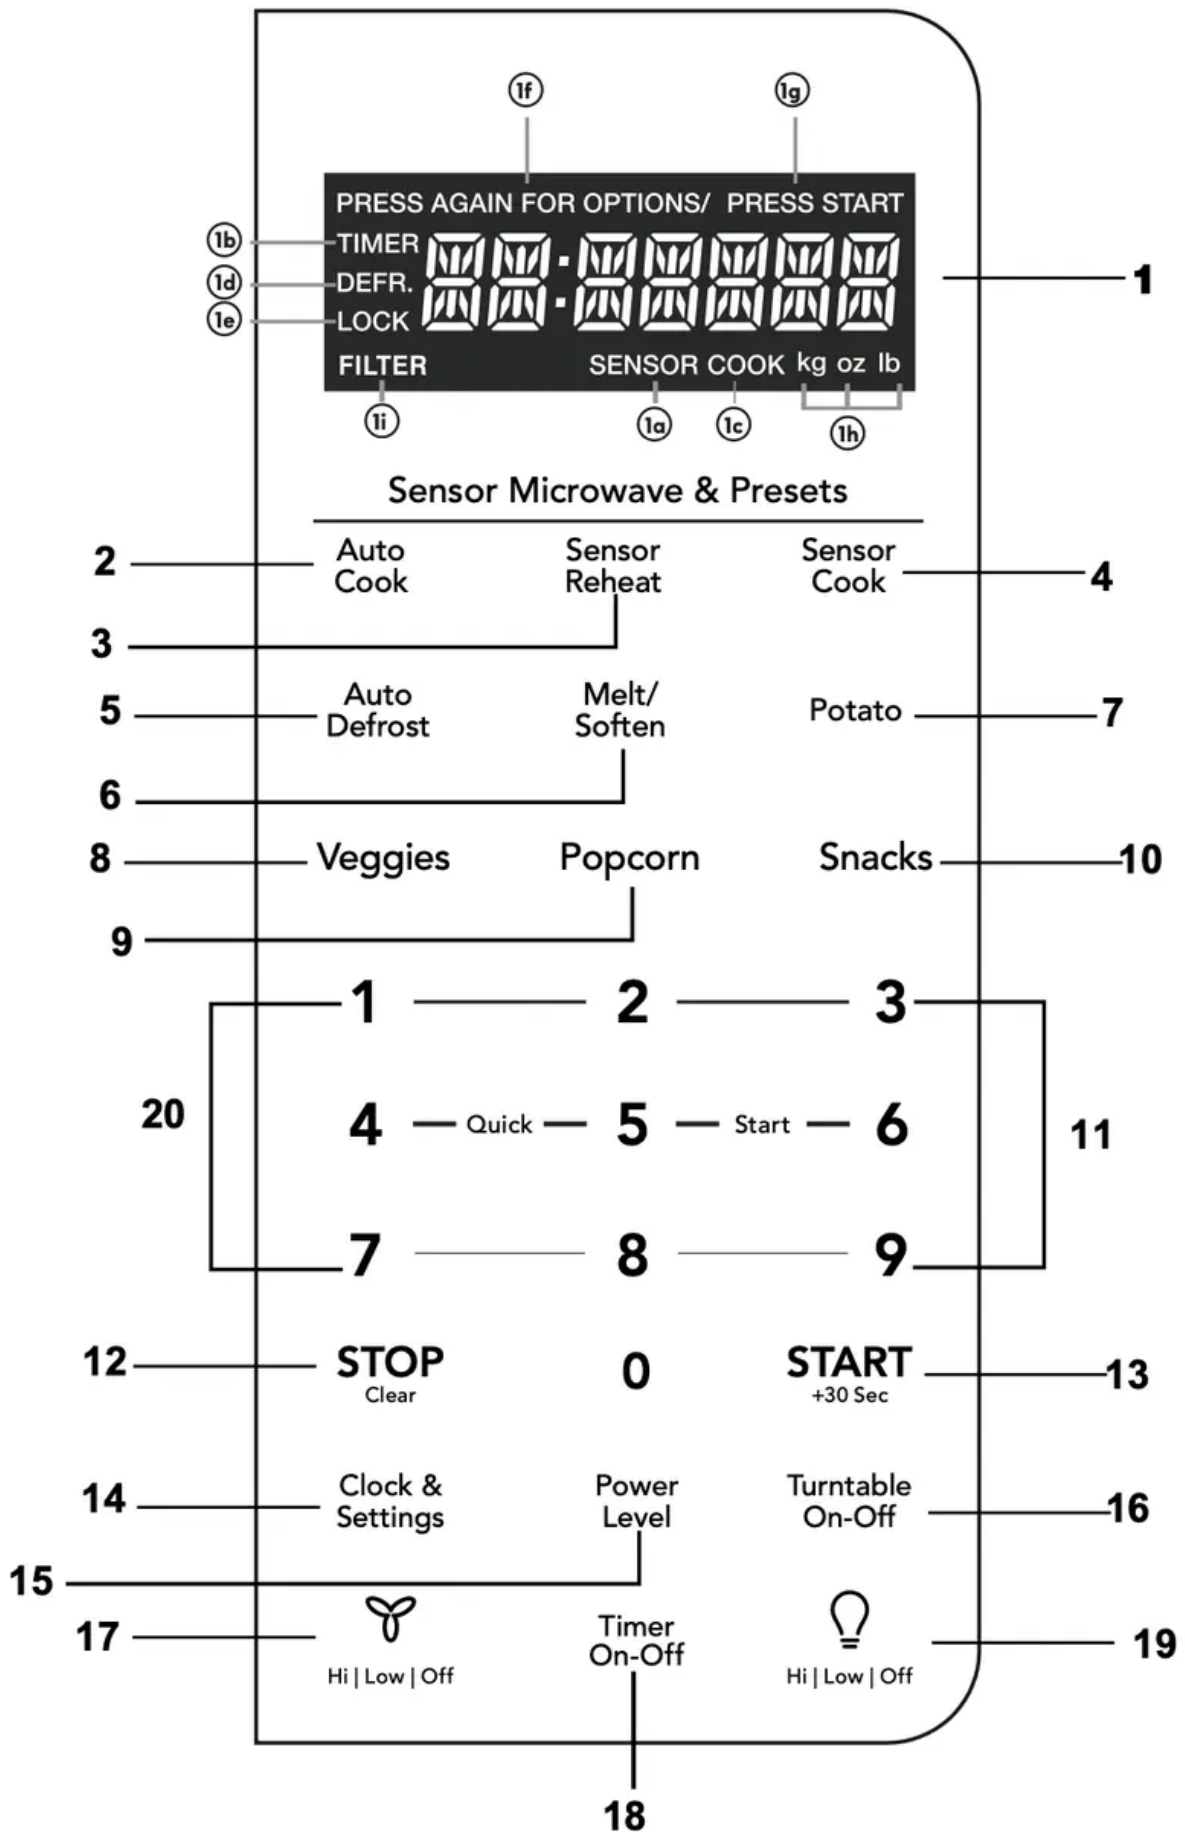 1f 1g
PRESS AGAIN FOR OPTIONS/ PRESS START
1b TIMER
1d DEFR.
1e LOCK
1
FILTER SENSOR COOK kg oz lb
1i 1a 1c 1h
Sensor Microwave & Presets
2 Auto Cook
Sensor Reheat
Sensor Cook 4
3
5 Auto Defrost
Melt/ Soften
Potato 7
6
8 Veggies Popcorn Snacks 10
9
1 2 3
20 4 Quick 5 Start 6 11
7 8 9
12 STOP 0 START 13
Clear +30 Sec
14 Clock & Settings
Power Level
Turntable On-Off 16
15
17 Timer On-Off 19
Hi | Low | Off Hi | Low | Off
18